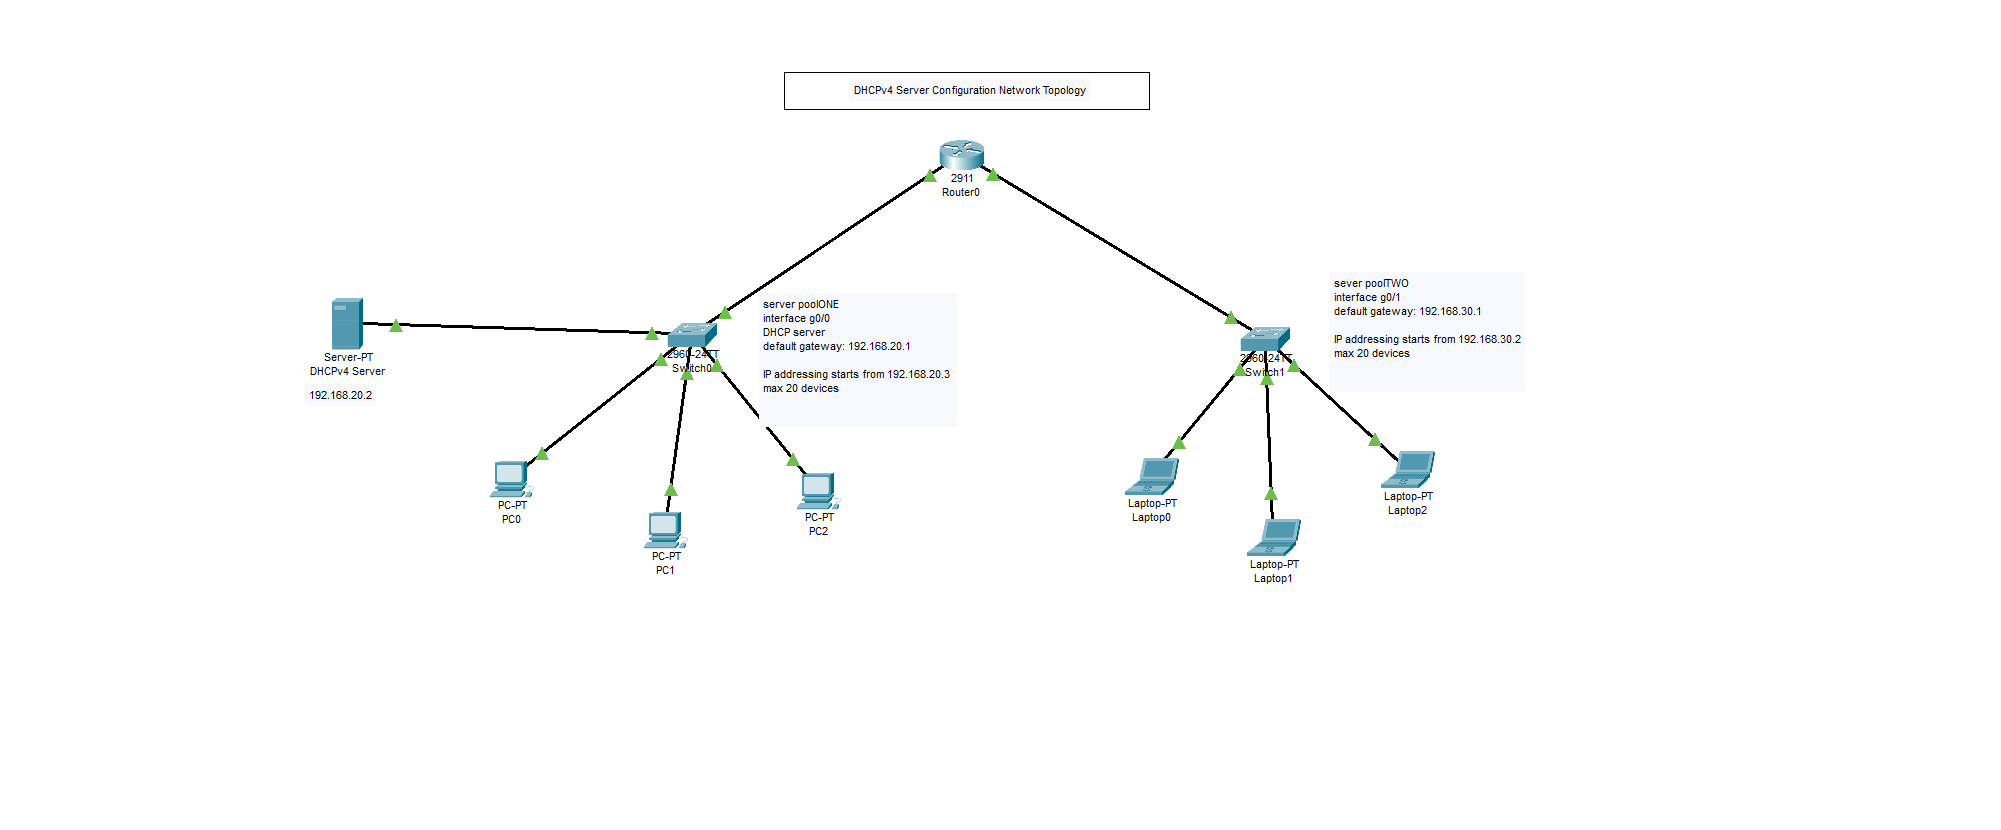 DHCPv4 Server Configuration Network Topology
2911
Router0
Server-PT
DHCPv4 Server
192.168.20.2
2960-24TT
Switch0
server poolONE
interface g0/0
DHCP server
default gateway: 192.168.20.1
IP addressing starts from 192.168.20.3
max 20 devices
2960-24TT
Switch1
sever poolTWO
interface g0/1
default gateway: 192.168.30.1
IP addressing starts from 192.168.30.2
max 20 devices
PC-PT
PC0
PC-PT
PC1
PC-PT
PC2
Laptop-PT
Laptop0
Laptop-PT
Laptop1
Laptop-PT
Laptop2